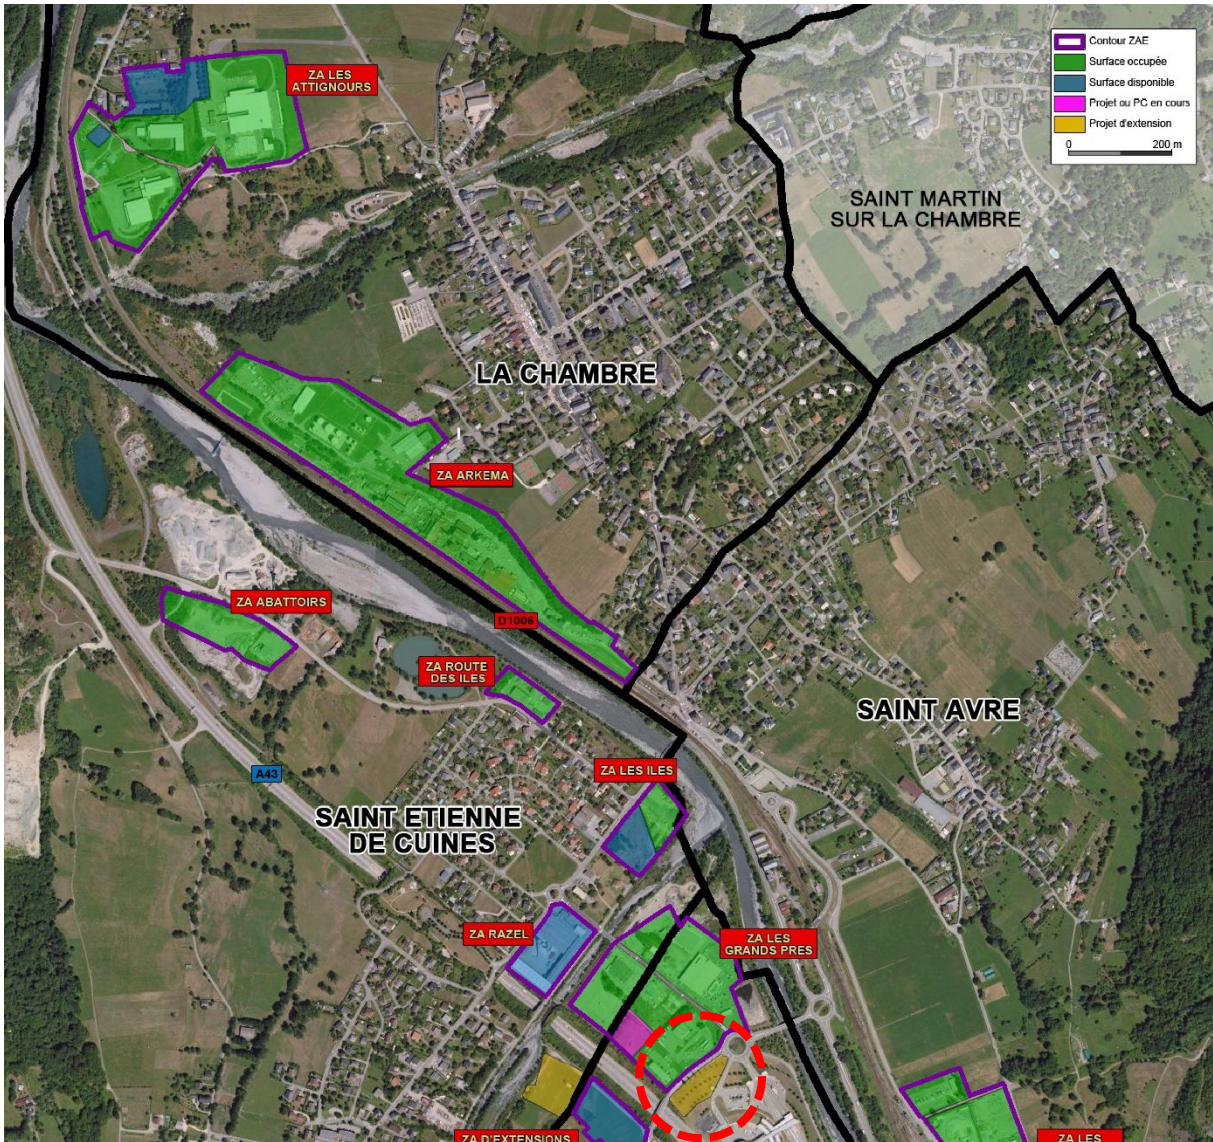 ZA LES
ATTIGNOURS
Contour ZAE
Surface occupée
Surface disponible
Projet ou PC en cours
Projet d'extension
0 200 m
SAINT MARTIN
SUR LA CHAMBRE
LA CHAMBRE
ZA ARKEMA
ZA ABATTOIRS
D1006
ZA ROUTE
DES ILES
SAINT AVRE
A43
ZA LES ILES
SAINT ETIENNE
DE CUINES
ZA RAZEL
ZA LES
GRANDS PRES
ZA D'EXTENSIONS
ZA LES